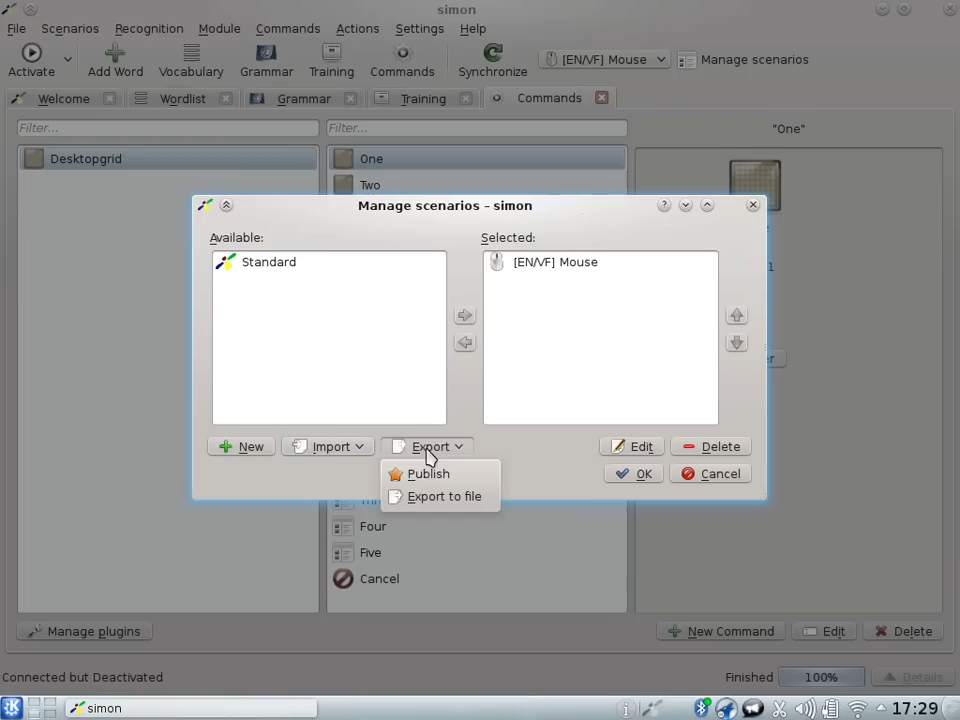 simon
File Scenarios Recognition Module Commands Actions Settings Help
Activate Add Word Vocabulary Grammar Training Commands Synchronize [EN/VF] Mouse Manage scenarios
Welcome Wordlist Grammar Training Commands
Filter... Filter... "One"
Desktopgrid One
Two
Manage scenarios - simon
Available: Selected:
Standard [EN/VF] Mouse
New Import Export Edit Delete
Publish OK Cancel
Export to file
Four
Five
Cancel
Manage plugins New Command Edit Delete
Connected but Deactivated Finished 100% Details
simon 17:29